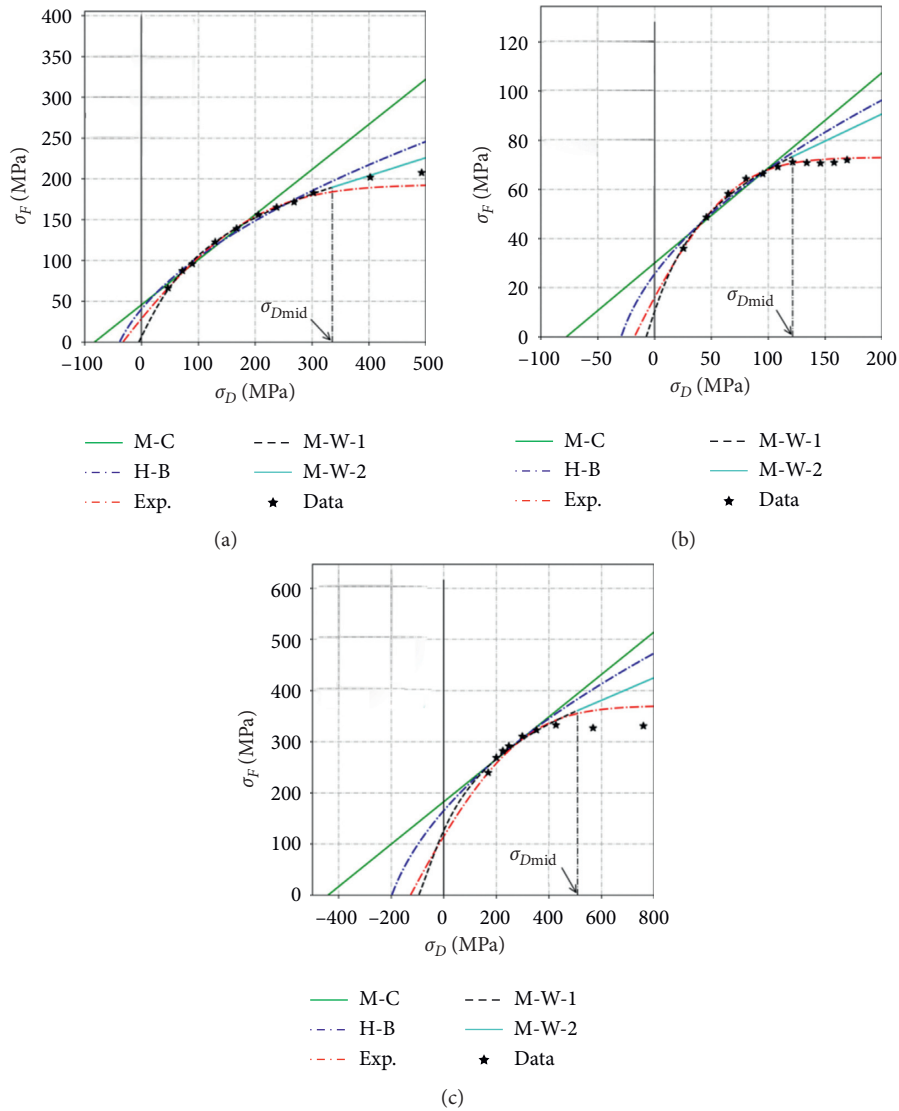 400
350
300
250
200
150
100
50
0
σF (MPa)
−100 0 100 200 300 400 500
σD (MPa)
σDmid
M-C
H-B
Exp.
M-W-1
M-W-2
Data
(a)
120
100
80
60
40
20
0
σF (MPa)
−100 −50 0 50 100 150 200
σD (MPa)
σDmid
M-C
H-B
Exp.
M-W-1
M-W-2
Data
(b)
600
500
400
300
200
100
0
σF (MPa)
−400 −200 0 200 400 600 800
σD (MPa)
σDmid
M-C
H-B
Exp.
M-W-1
M-W-2
Data
(c)